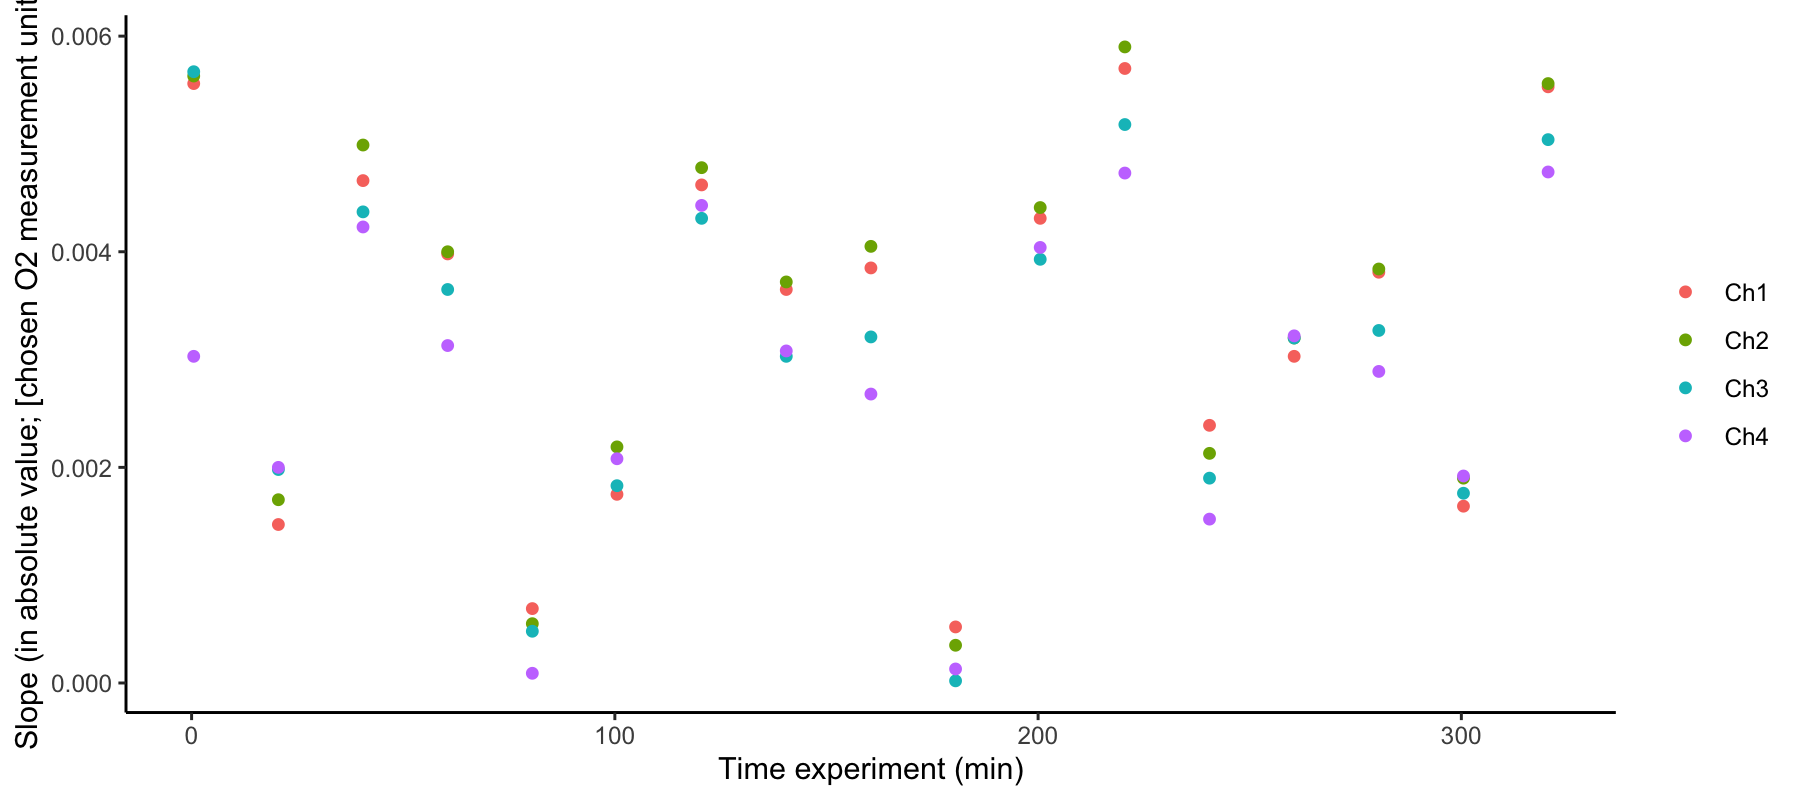 Slope (in absolute value; [chosen O2 measurement unit
0.006
0.004
0.002
0.000
0
100
200
300
Time experiment (min)
Ch1
Ch2
Ch3
Ch4